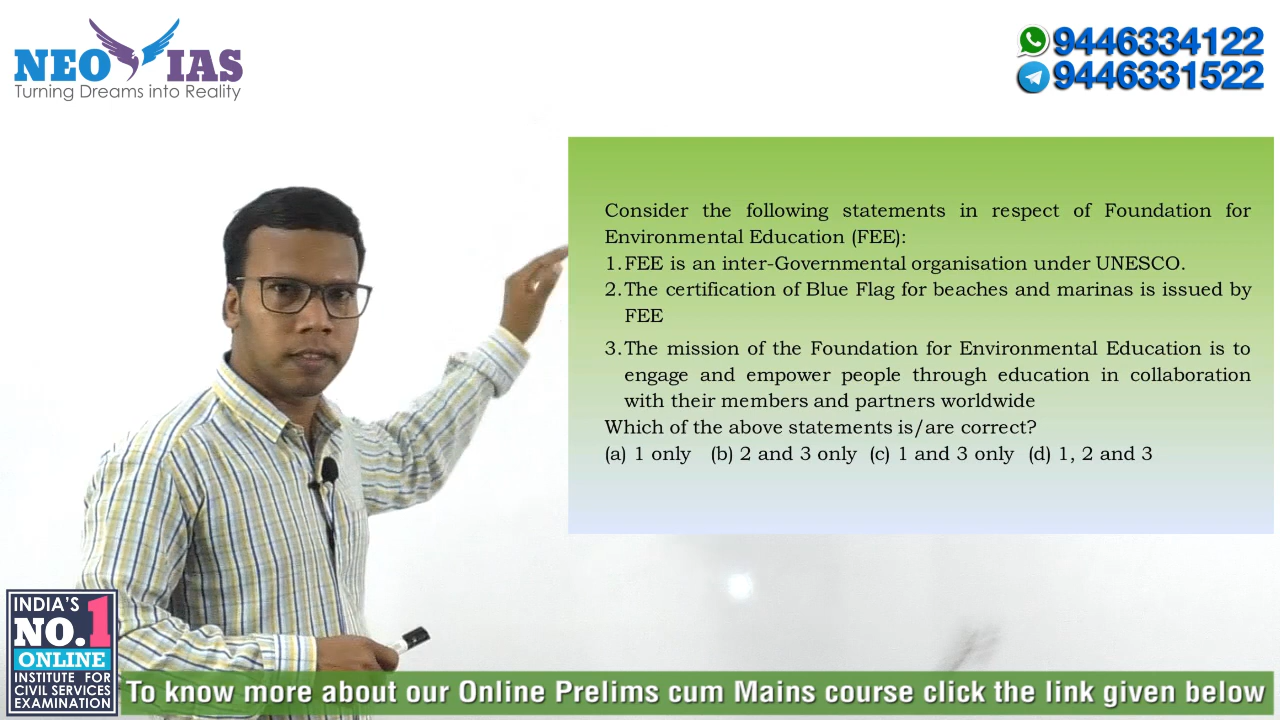 NEO IAS
Turning Dreams into Reality
9446334122
9446331522
Consider the following statements in respect of Foundation for
Environmental Education (FEE):
1. FEE is an inter-Governmental organisation under UNESCO.
2. The certification of Blue Flag for beaches and marinas is issued by
FEE
3. The mission of the Foundation for Environmental Education is to
engage and empower people through education in collaboration
with their members and partners worldwide
Which of the above statements is/are correct?
(a) 1 only (b) 2 and 3 only (c) 1 and 3 only (d) 1, 2 and 3
INDIA'S
NO.1
ONLINE
INSTITUTE FOR
CIVIL SERVICES
EXAMINATION
To know more about our Online Prelims cum Mains course click the link given below